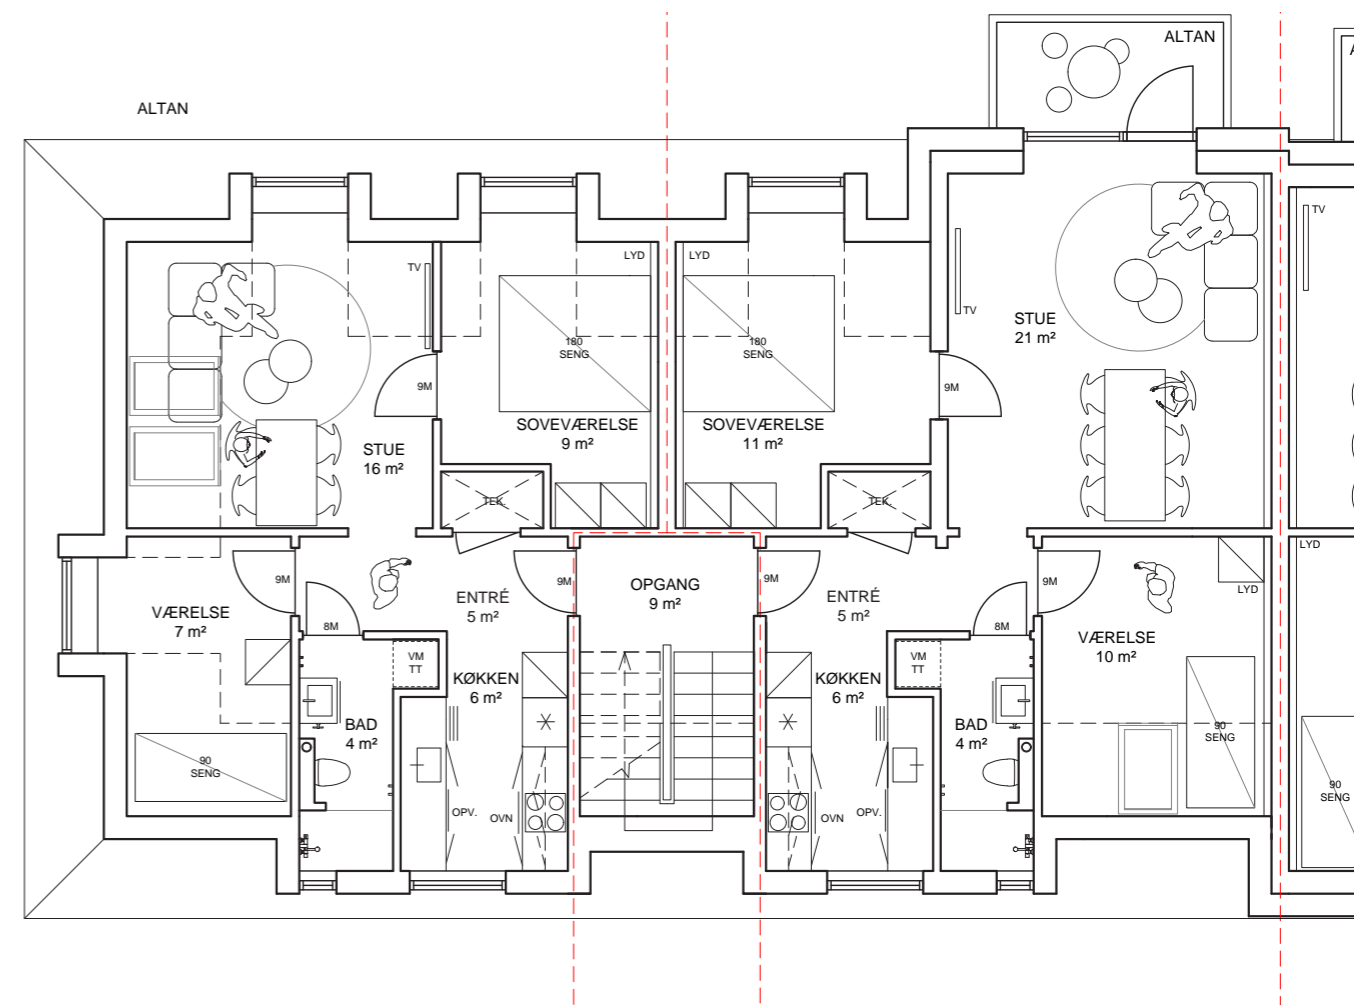 ALTAN
A
ALTAN
TV
LYD
LYD
TV
TV
STUE
21 m²
180
SENG
180
SENG
9M
9M
SOVEVÆRELSE
9 m²
SOVEVÆRELSE
11 m²
STUE
16 m²
TEK.
TEK.
LYD
9M
9M
9M
9M
OPGANG
9 m²
ENTRÉ
5 m²
ENTRÉ
5 m²
LYD
VÆRELSE
7 m²
8M
8M
VÆRELSE
10 m²
VM
TT
VM
TT
KØKKEN
6 m²
KØKKEN
6 m²
BAD
4 m²
BAD
4 m²
90
SENG
90
SENG
90
SENG
OPV.
OVN
OVN
OPV.